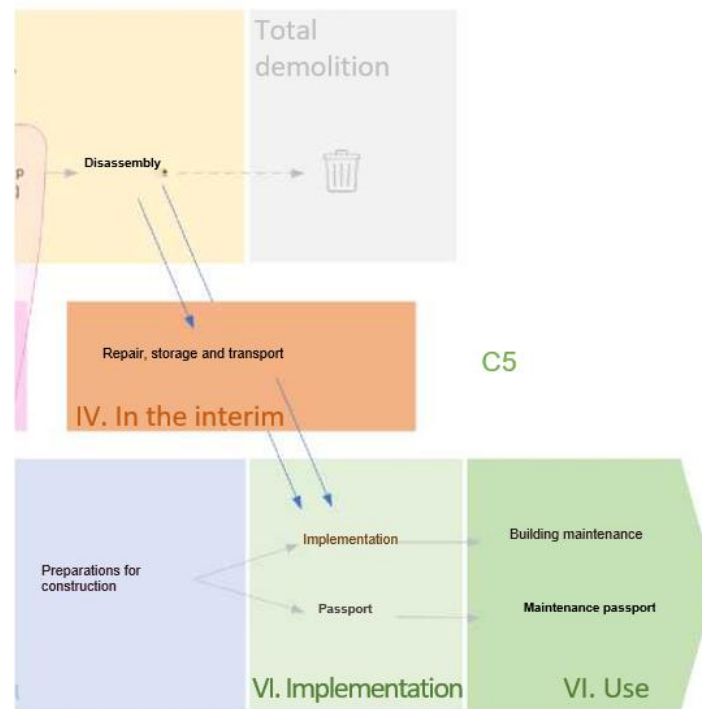 Total
demolition
p
Disassembly
Repair, storage and transport
C5
IV. In the interim
Implementation
Building maintenance
Preparations for
construction
Passport
Maintenance passport
VI. Implementation
VI. Use